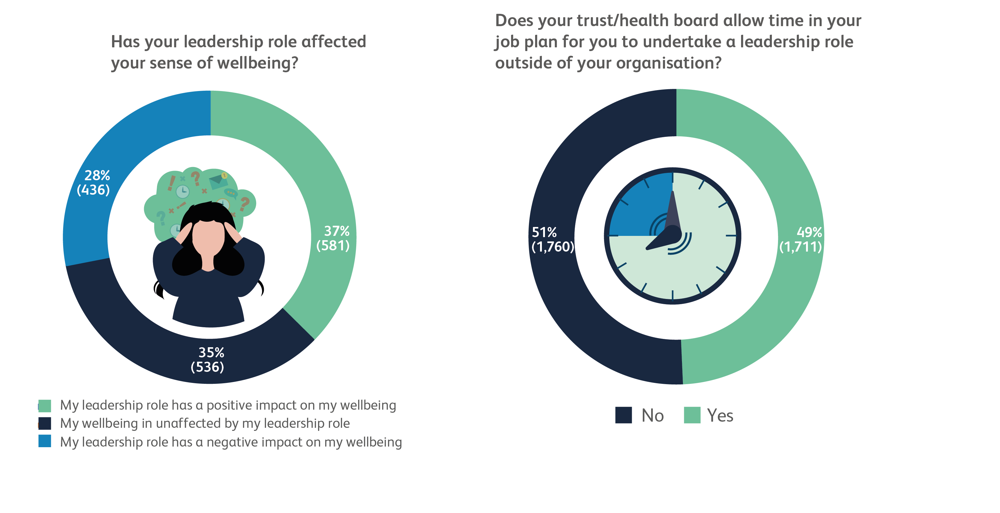 Has your leadership role affected
your sense of wellbeing?
28%
(436)
37%
(581)
35%
(536)
My leadership role has a positive impact on my wellbeing
My wellbeing in unaffected by my leadership role
My leadership role has a negative impact on my wellbeing
Does your trust/health board allow time in your
job plan for you to undertake a leadership role
outside of your organisation?
51%
(1,760)
49%
(1,711)
No
Yes